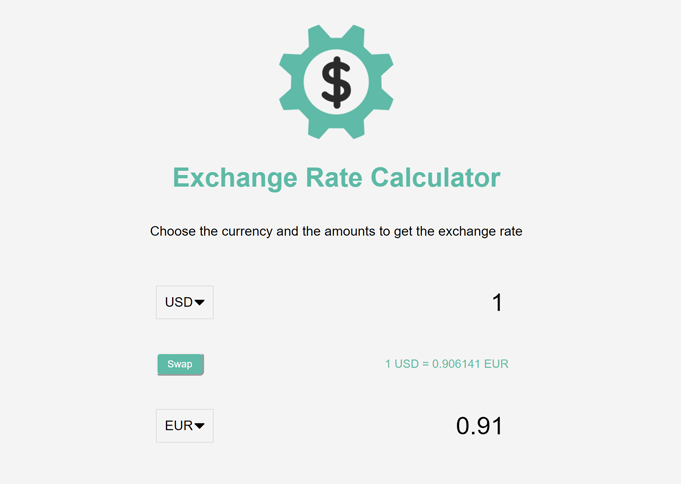 $
Exchange Rate Calculator
Choose the currency and the amounts to get the exchange rate
USD 1
Swap 1 USD = 0.906141 EUR
EUR 0.91